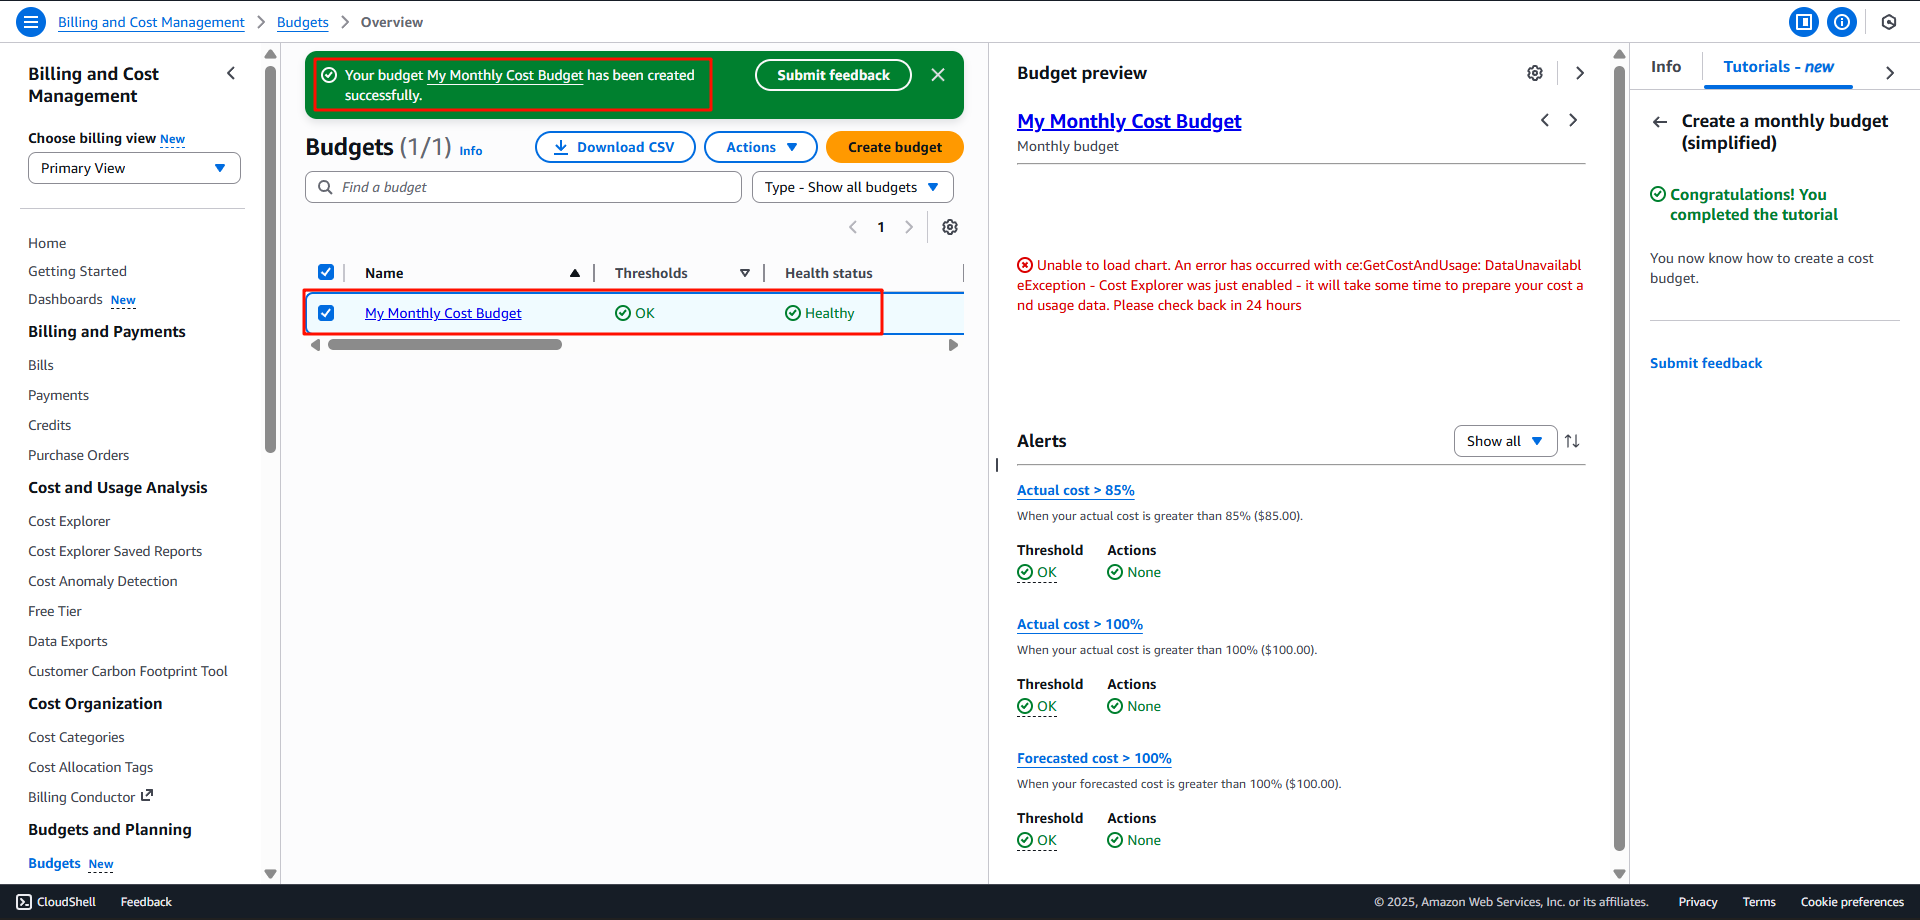 Billing and Cost Management > Budgets > Overview
Billing and Cost
Management
Choose billing view New
Primary View
Home
Getting Started
Dashboards New
Billing and Payments
Bills
Payments
Credits
Purchase Orders
Cost and Usage Analysis
Cost Explorer
Cost Explorer Saved Reports
Cost Anomaly Detection
Free Tier
Data Exports
Customer Carbon Footprint Tool
Cost Organization
Cost Categories
Cost Allocation Tags
Billing Conductor
Budgets and Planning
Budgets New
Your budget My Monthly Cost Budget has been created
successfully.
Submit feedback
Budgets (1/1) Info
Download CSV
Actions
Create budget
Find a budget
Type - Show all budgets
1
Name Thresholds Health status
My Monthly Cost Budget OK Healthy
Budget preview
My Monthly Cost Budget
Monthly budget
Unable to load chart. An error has occurred with ce:GetCostAndUsage: DataUnavailabl
eException - Cost Explorer was just enabled - it will take some time to prepare your cost a
nd usage data. Please check back in 24 hours
Alerts
Show all
Actual cost > 85%
When your actual cost is greater than 85% ($85.00).
Threshold Actions
OK None
Actual cost > 100%
When your actual cost is greater than 100% ($100.00).
Threshold Actions
OK None
Forecasted cost > 100%
When your forecasted cost is greater than 100% ($100.00).
Threshold Actions
OK None
Info
Tutorials - new
Create a monthly budget
(simplified)
Congratulations! You
completed the tutorial
You now know how to create a cost
budget.
Submit feedback
CloudShell
Feedback
© 2025, Amazon Web Services, Inc. or its affiliates.
Privacy
Terms
Cookie preferences